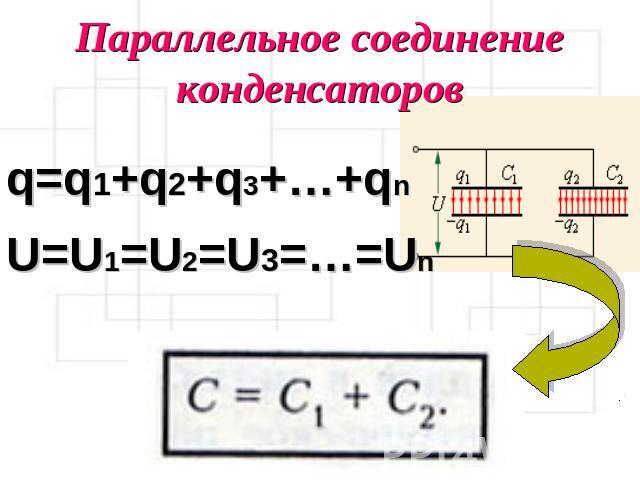 Параллельное соединение
конденсаторов
q=q1+q2+q3+…+qn
U=U1=U2=U3=…=Un
q1 C1 q2 C2
U
-q1 -q2
C = C1 + C2.